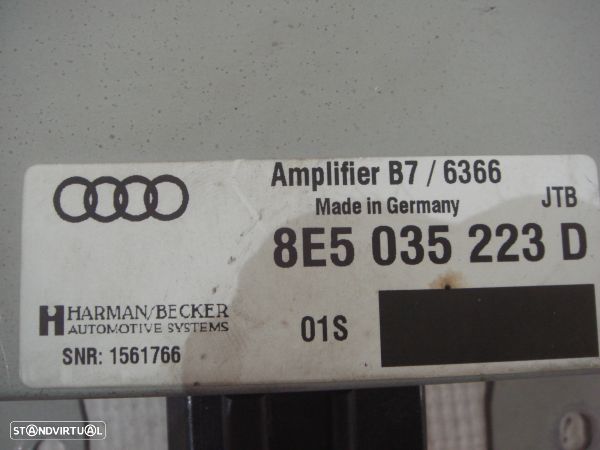 Amplifier B7 / 6366
Made in Germany
JTB
8E5 035 223 D
HARMAN/BECKER
AUTOMOTIVE SYSTEMS
01S
SNR: 1561766
STANDVIRTUAL